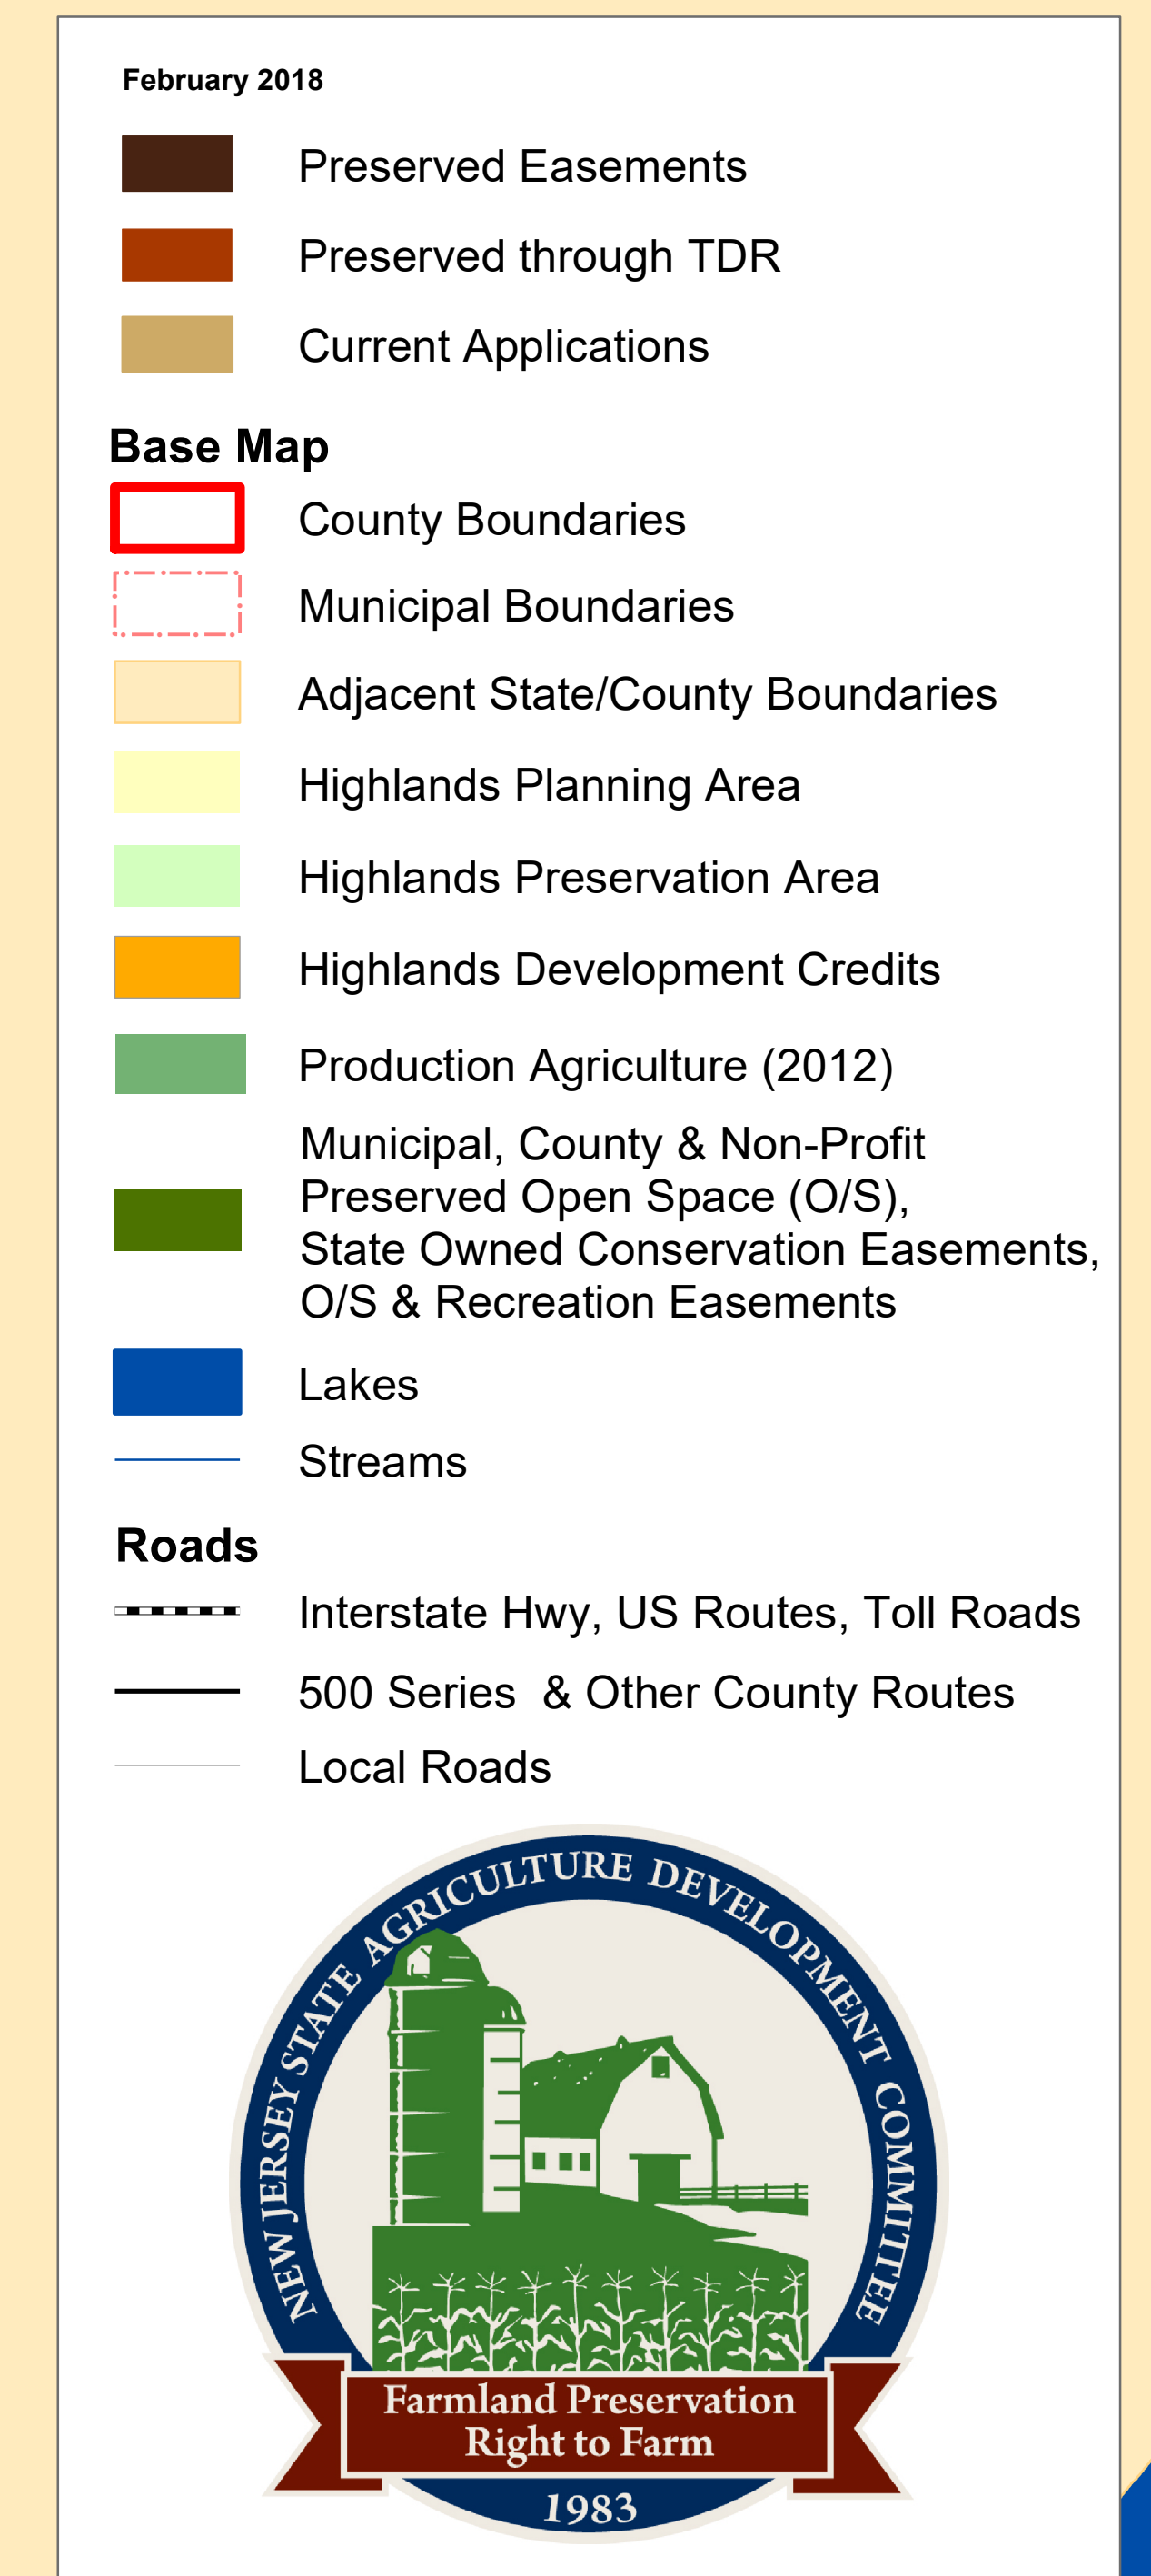 February 2018
Preserved Easements
Preserved through TDR
Current Applications
Base Map
County Boundaries
Municipal Boundaries
Adjacent State/County Boundaries
Highlands Planning Area
Highlands Preservation Area
Highlands Development Credits
Production Agriculture (2012)
Municipal, County & Non-Profit
Preserved Open Space (O/S),
State Owned Conservation Easements,
O/S & Recreation Easements
Lakes
Streams
Roads
Interstate Hwy, US Routes, Toll Roads
500 Series  & Other County Routes
Local Roads
NEW JERSEY STATE AGRICULTURE DEVELOPMENT COMMITTEE
Farmland Preservation
Right to Farm
1983